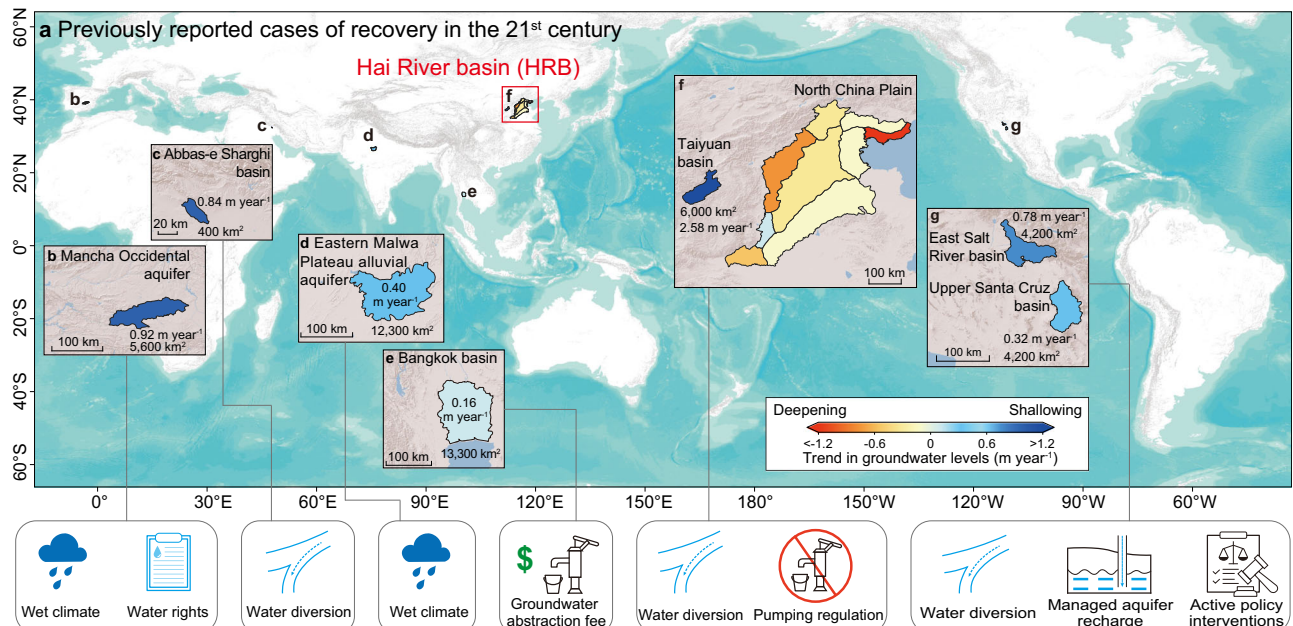 a Previously reported cases of recovery in the 21st century
Hai River basin (HRB)
60°N
40°N
20°N
0°
20°S
40°S
60°S
b
c
d
e
f
g
c Abbas-e Sharghi
basin
0.84 m year-1
20 km
400 km2
b Mancha Occidental
aquifer
0.92 m year-1
100 km
5,600 km2
d Eastern Malwa
Plateau alluvial
aquifer
0.40
m year-1
100 km
12,300 km2
e Bangkok basin
0.16
m year-1
100 km
13,300 km2
f
North China Plain
Taiyuan
basin
6,000 km2
2.58 m year-1
100 km
g
0.78 m year-1
4,200 km2
East Salt
River basin
Upper Santa Cruz
basin
0.32 m year-1
100 km
4,200 km2
Deepening
Shallowing
<-1.2
-0.6
0
0.6
>1.2
Trend in groundwater levels (m year-1)
0°
30°E
60°E
90°E
120°E
150°E
180°
150°W
120°W
90°W
60°W
Wet climate
Water rights
Water diversion
Wet climate
$
Groundwater
abstraction fee
Water diversion
Pumping regulation
Water diversion
Managed aquifer
recharge
Active policy
interventions